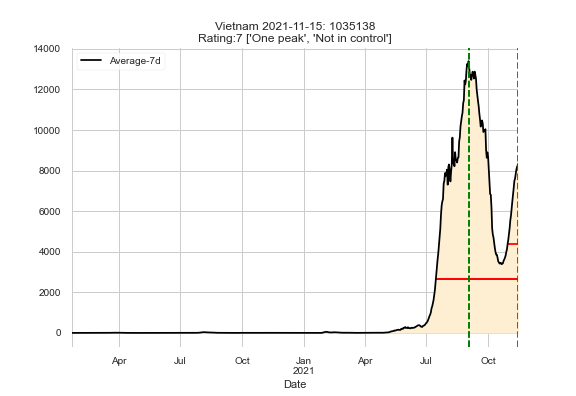 Vietnam 2021-11-15: 1035138
Rating:7 ['One peak', 'Not in control']
14000
12000
10000
8000
6000
4000
2000
0
Average-7d
Apr Jul Oct Jan Apr Jul Oct
2021
Date